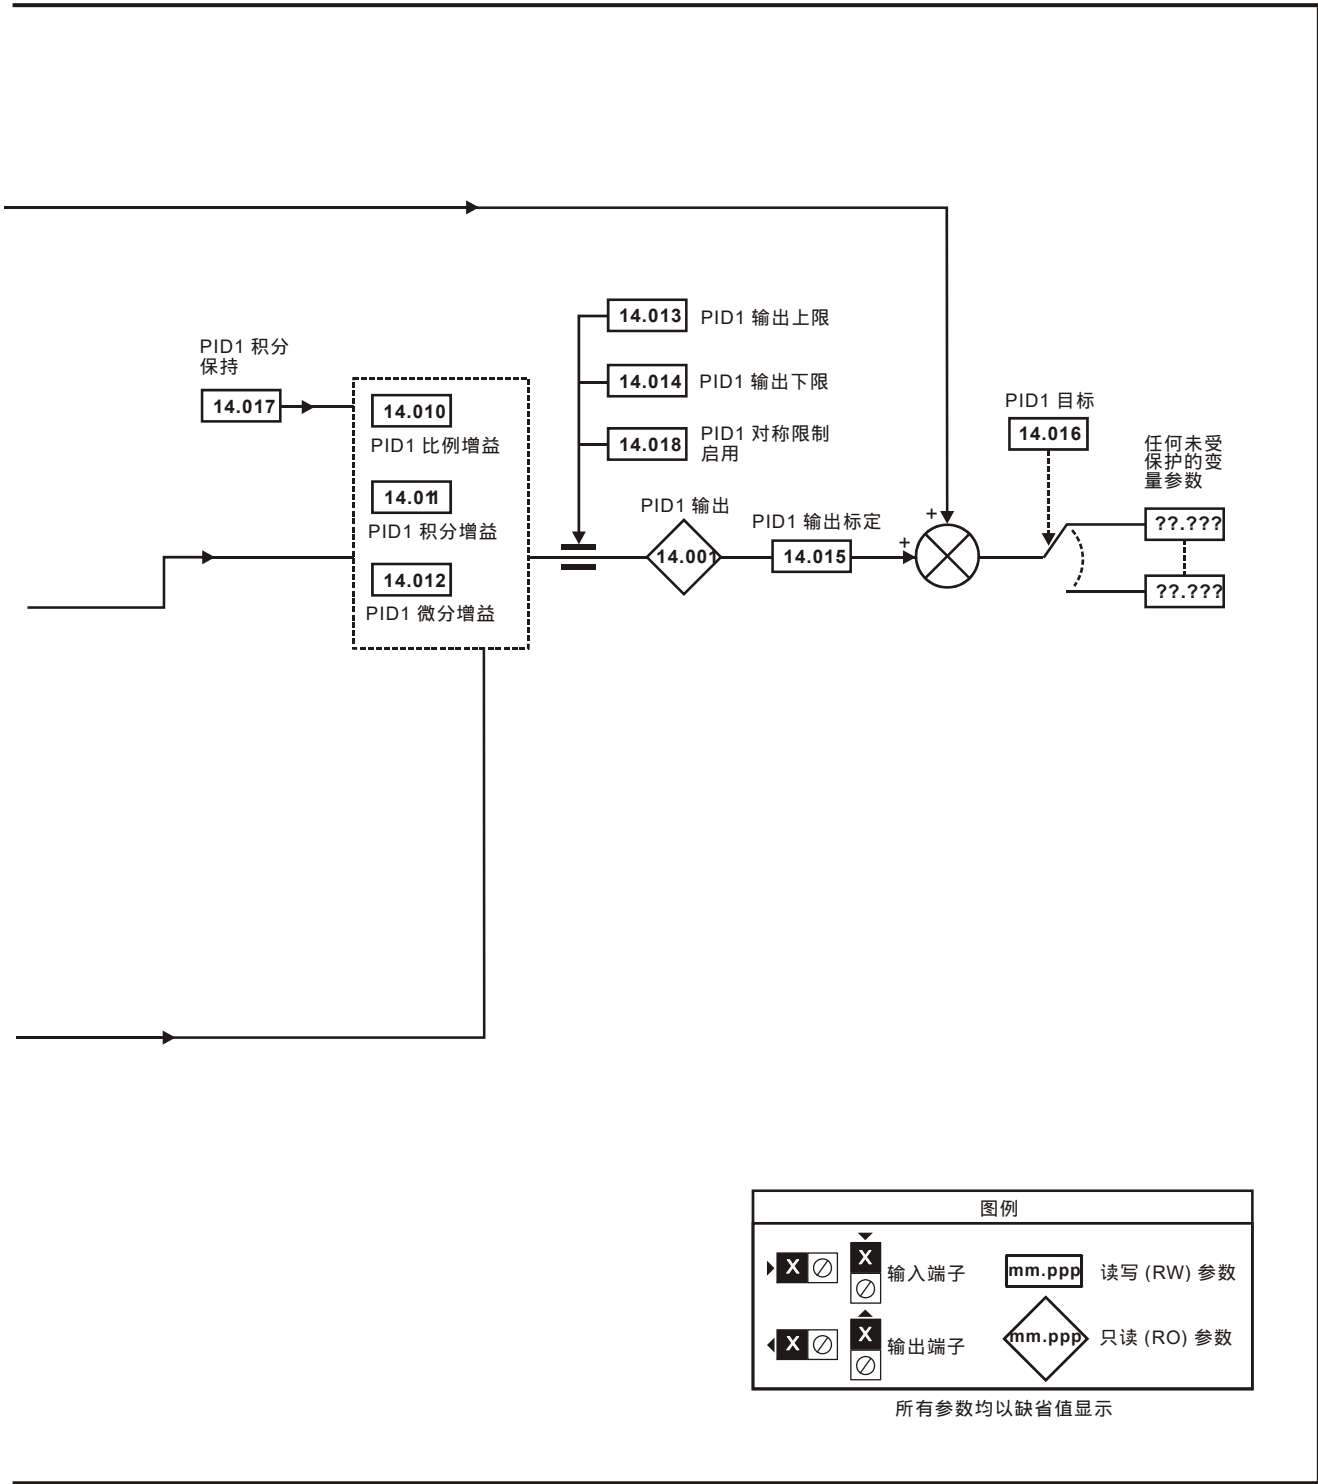 14.013 PID1 输出上限
PID1 积分
保持
14.017
14.014 PID1 输出下限
14.018 PID1 对称限制
启用
14.010
PID1 比例增益
14.011
PID1 积分增益
14.012
PID1 微分增益
PID1 输出
14.001
PID1 输出标定
14.015
+
+
PID1 目标
14.016
任何未受
保护的变
量参数
??.???
??.???
图例
X X 输入端子 mm.ppp 读写 (RW) 参数
X X 输出端子 mm.ppp 只读 (RO) 参数
所有参数均以缺省值显示